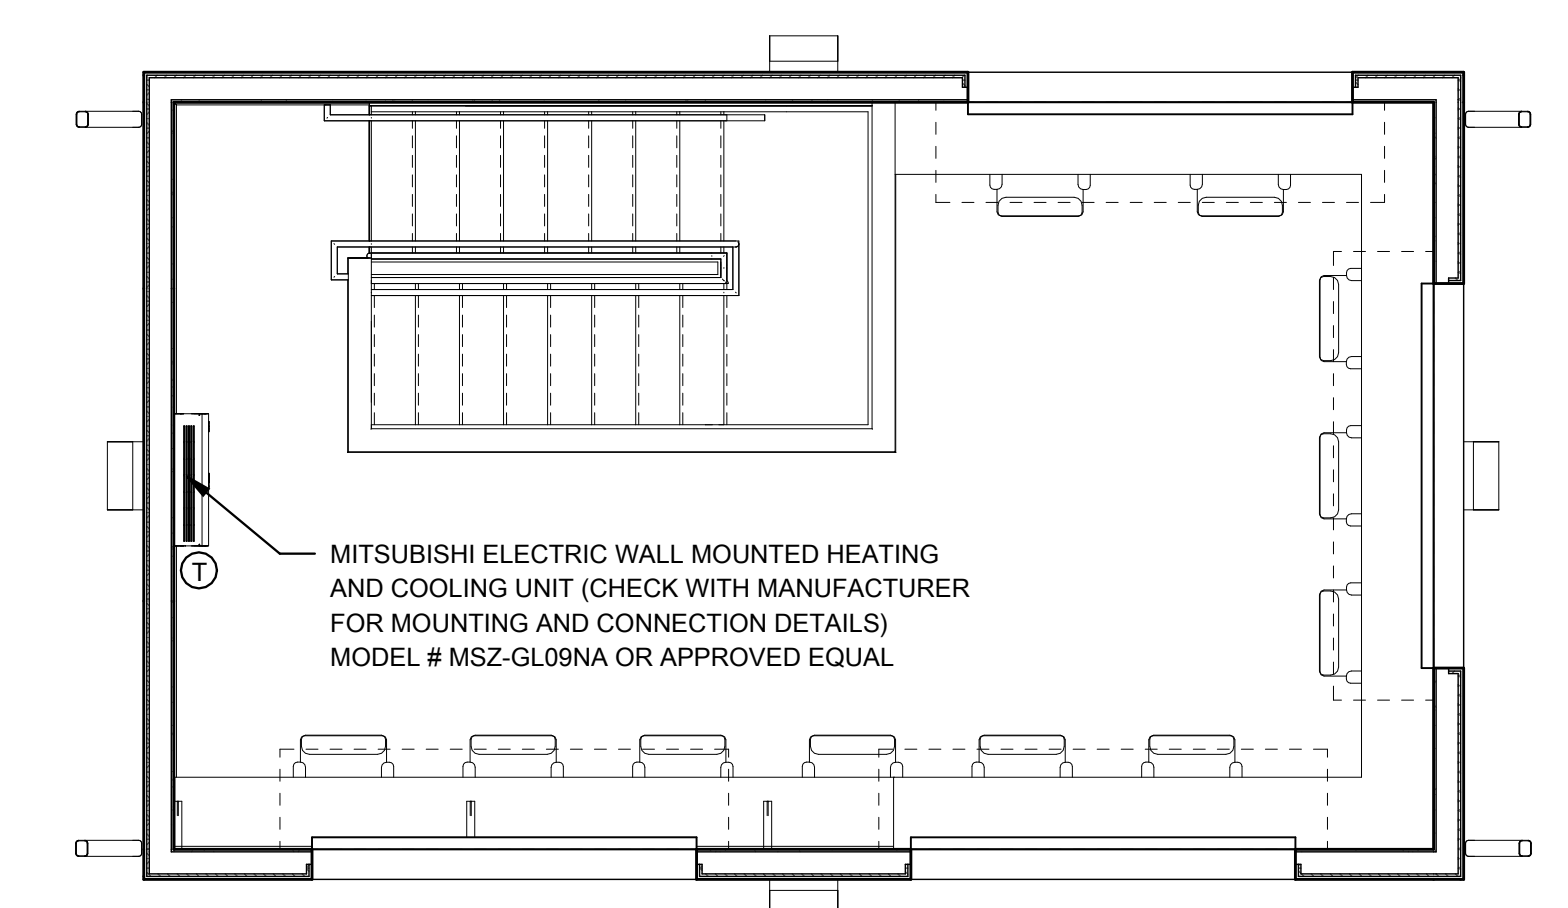 MITSUBISHI ELECTRIC WALL MOUNTED HEATING
AND COOLING UNIT (CHECK WITH MANUFACTURER
FOR MOUNTING AND CONNECTION DETAILS)
MODEL # MSZ-GL09NA OR APPROVED EQUAL
T